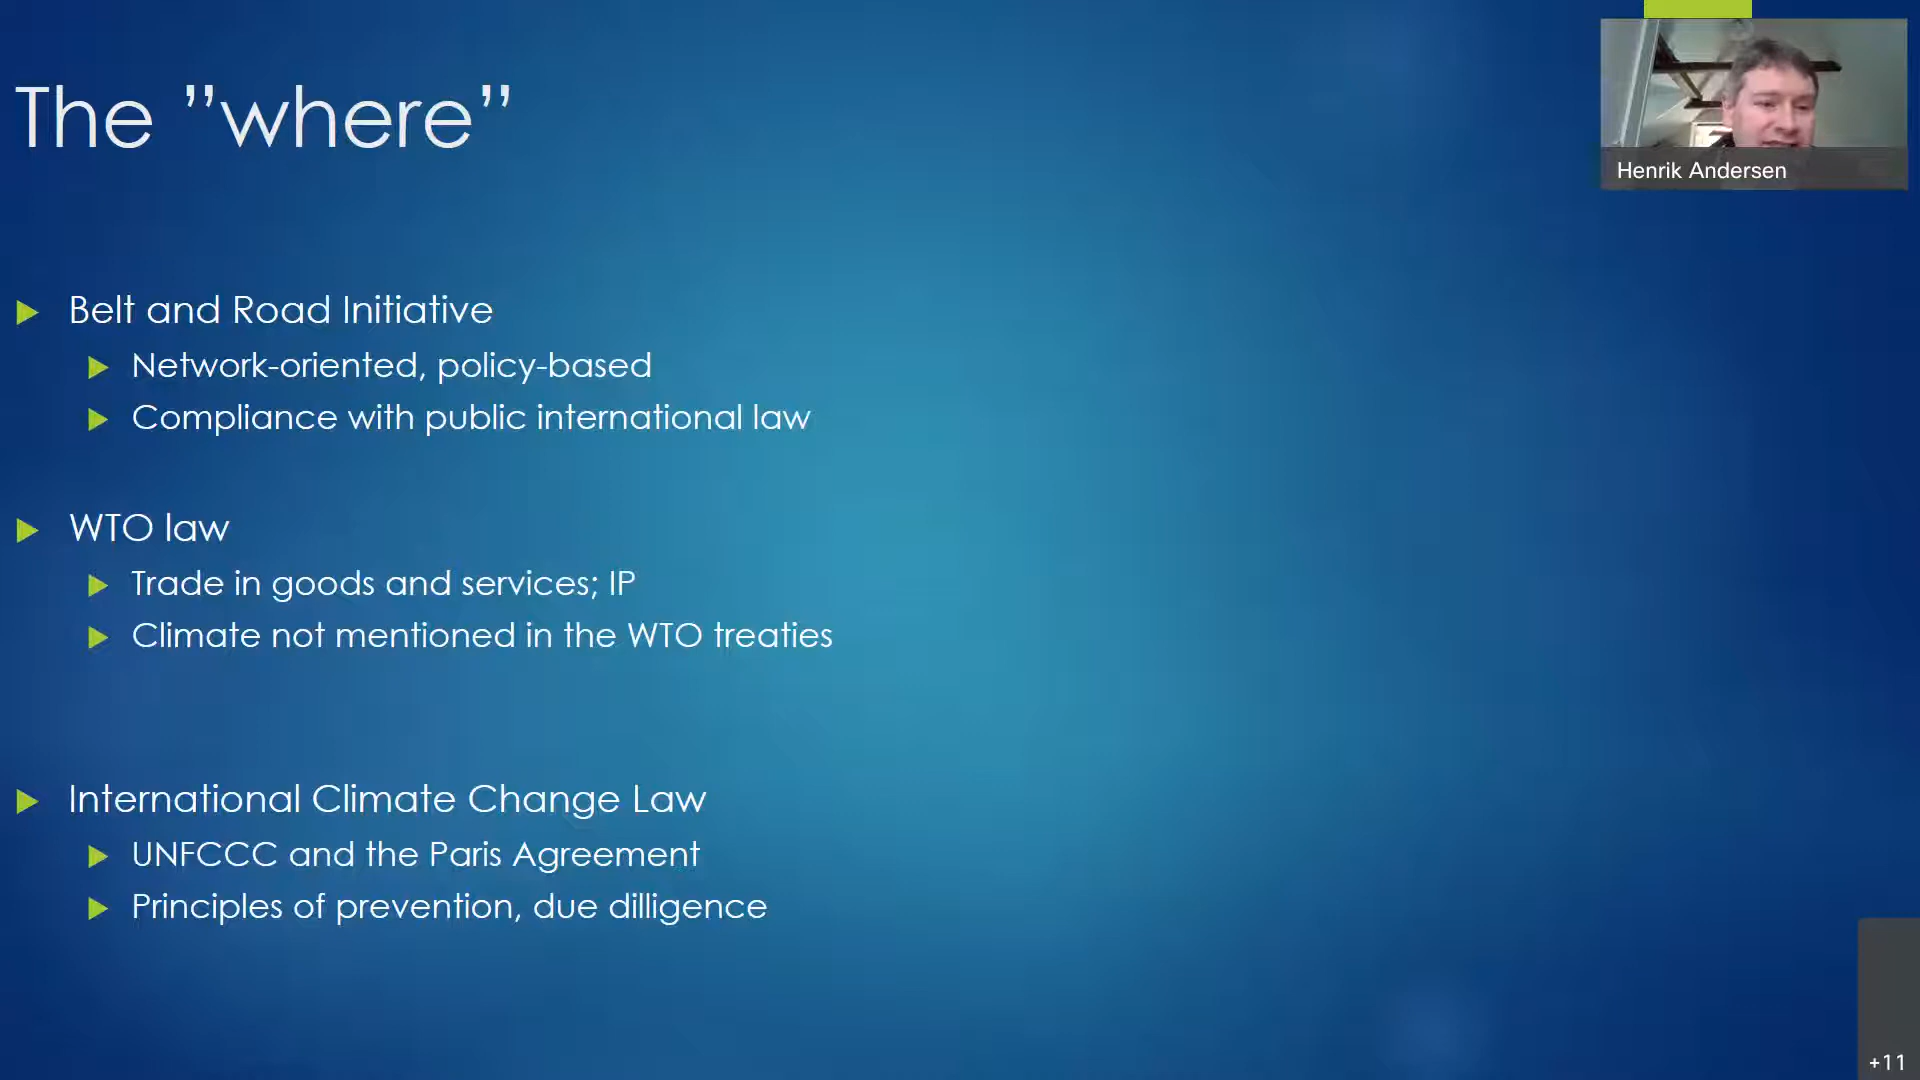 The ”where”
Henrik Andersen
Belt and Road Initiative
Network-oriented, policy-based
Compliance with public international law
WTO law
Trade in goods and services; IP
Climate not mentioned in the WTO treaties
International Climate Change Law
UNFCCC and the Paris Agreement
Principles of prevention, due dilligence
+11